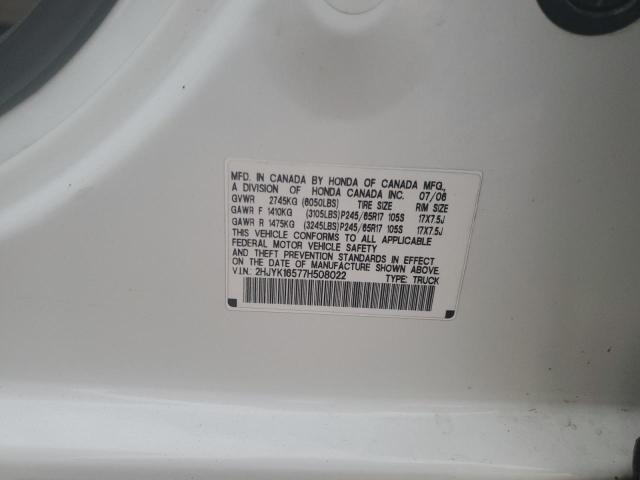 MFD. IN CANADA BY HONDA OF CANADA MFG.,
A DIVISION OF HONDA CANADA INC. 07/06
GVWR 2745KG (6050LBS) TIRE SIZE RIM SIZE
GAWR F 1410KG (3105LBS)P245/65R17 105S 17X7.5J
GAWR R 1475KG (3245LBS)P245/65R17 105S 17X7.5J
THIS VEHICLE CONFORMS TO ALL APPLICABLE
FEDERAL MOTOR VEHICLE SAFETY
AND THEFT PREVENTION STANDARDS IN EFFECT
ON THE DATE OF MANUFACTURE SHOWN ABOVE.
V.I.N.: 2HJYK16577H508022 TYPE: TRUCK